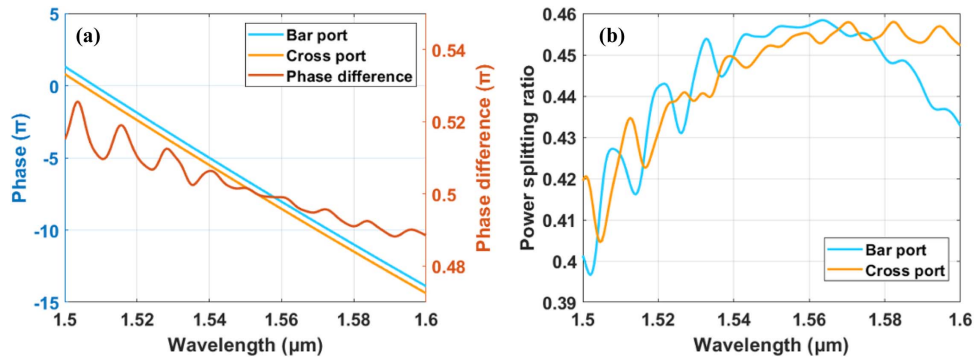 (a)
Bar port
Cross port
Phase difference
5
0
-5
-10
-15
Phase (π)
0.54
0.52
0.5
0.48
Phase difference (π)
1.5
1.52
1.54
1.56
1.58
1.6
Wavelength (μm)
(b)
0.46
0.45
0.44
0.43
0.42
0.41
0.4
0.39
Power splitting ratio
Bar port
Cross port
1.5
1.52
1.54
1.56
1.58
1.6
Wavelength (μm)